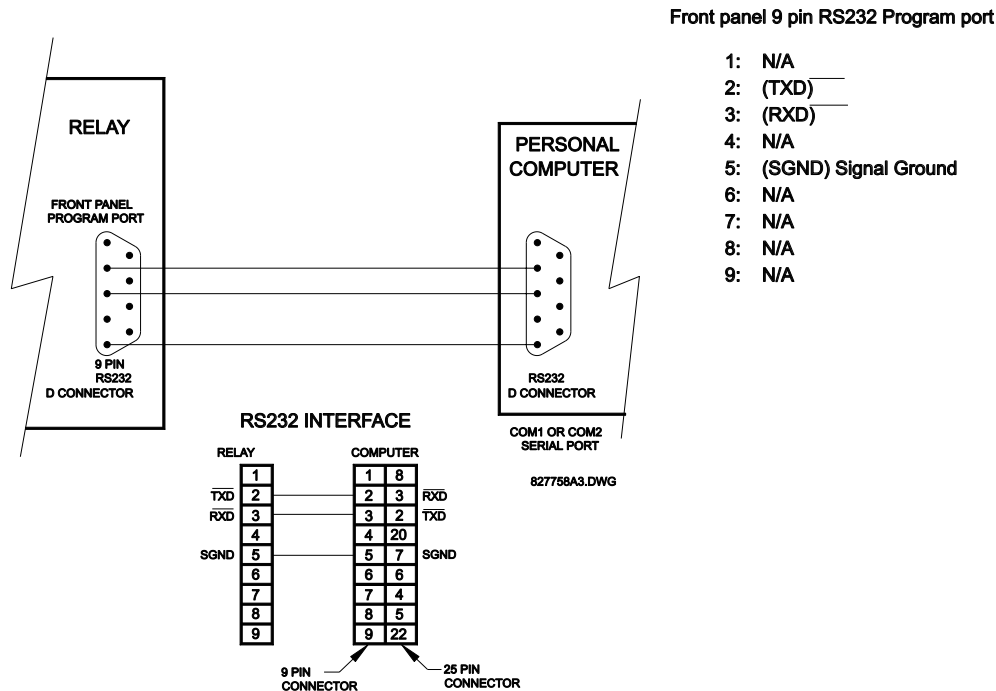 Front panel 9 pin RS232 Program port
1: N/A
2: (TXD)
3: (RXD)
4: N/A
5: (SGND) Signal Ground
6: N/A
7: N/A
8: N/A
9: N/A
RELAY
FRONT PANEL
PROGRAM PORT
9 PIN
RS232
D CONNECTOR
PERSONAL
COMPUTER
RS232
D CONNECTOR
COM1 OR COM2
SERIAL PORT
827758A3.DWG
RS232 INTERFACE
RELAY COMPUTER
1 1 8
TXD 2 2 3 RXD
RXD 3 3 2 TXD
4 4 20
SGND 5 5 7 SGND
6 6 6
7 7 4
8 8 5
9 9 22
9 PIN
CONNECTOR
25 PIN
CONNECTOR